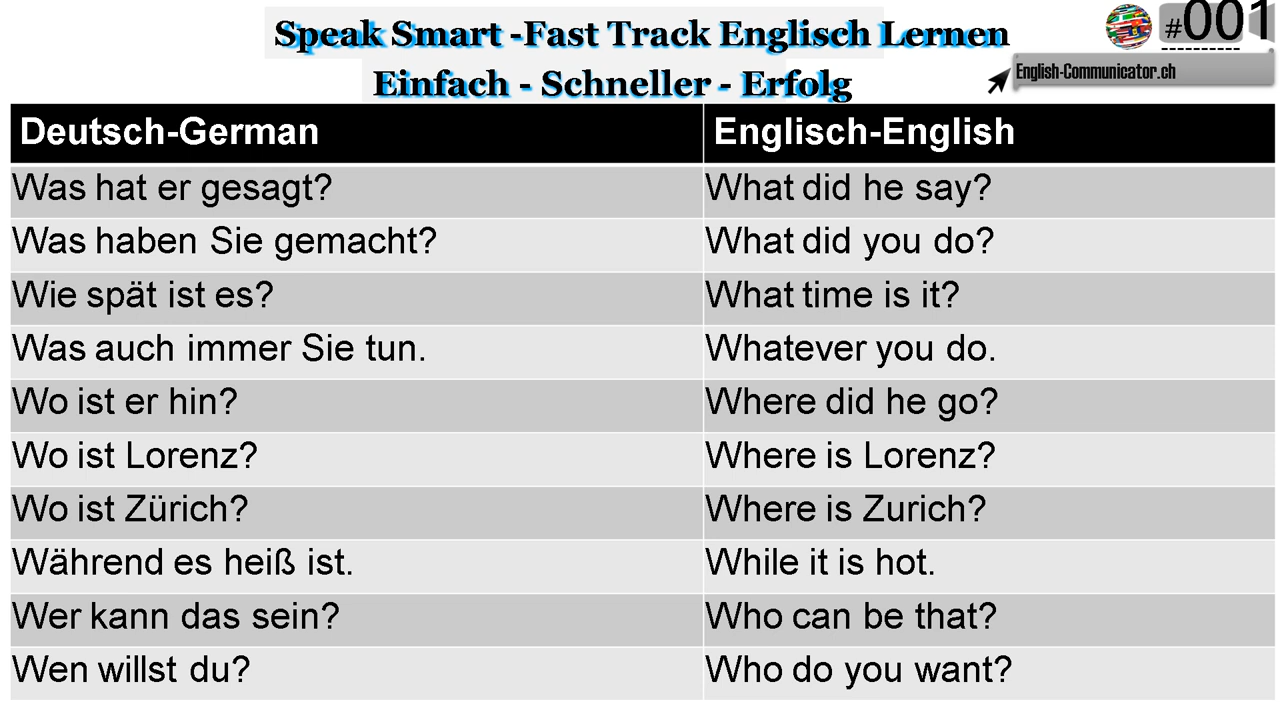 Speak Smart -Fast Track Englisch Lernen
Einfach - Schneller - Erfolg
#001
English-Communicator.ch
Deutsch-German Englisch-English
Was hat er gesagt? What did he say?
Was haben Sie gemacht? What did you do?
Wie spät ist es? What time is it?
Was auch immer Sie tun. Whatever you do.
Wo ist er hin? Where did he go?
Wo ist Lorenz? Where is Lorenz?
Wo ist Zürich? Where is Zurich?
Während es heiß ist. While it is hot.
Wer kann das sein? Who can be that?
Wen willst du? Who do you want?